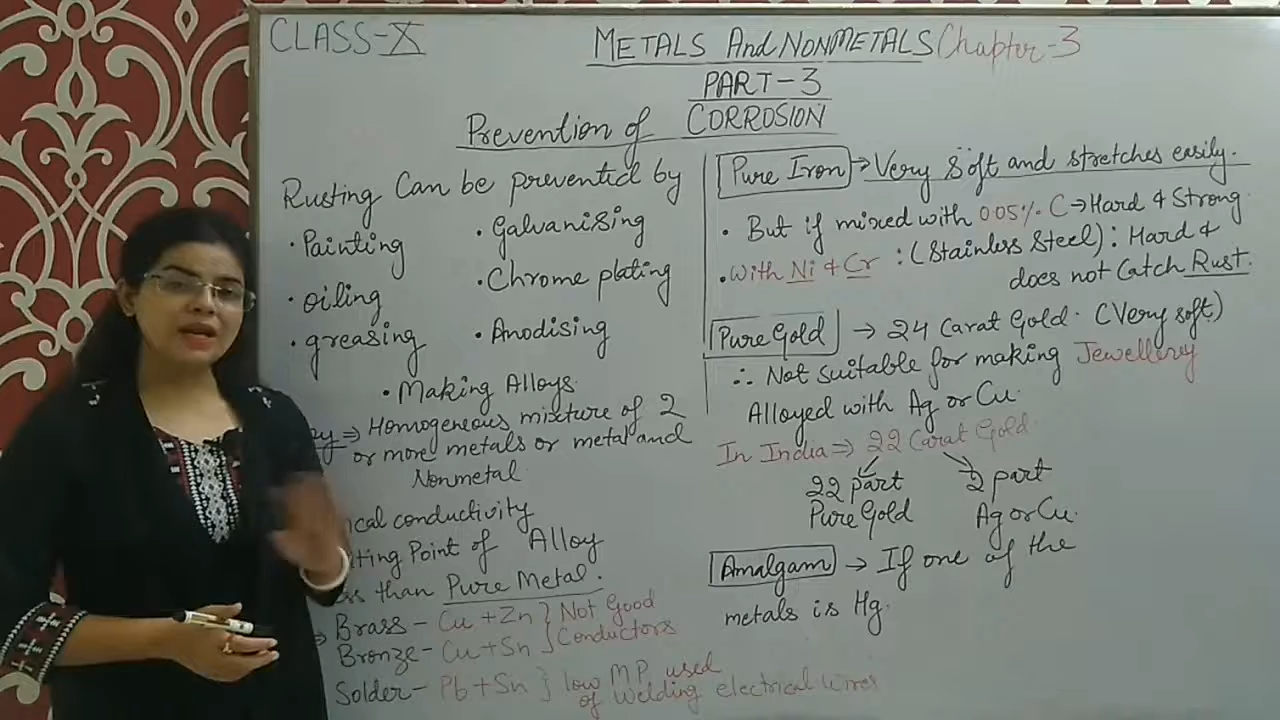 CLASS-X
METALS And NONMETALS Chapter-3
PART-3
Prevention of CORROSION
Rusting Can be prevented by
• Painting
• oiling
• greasing
• Galvanising
• Chrome plating
• Anodising
• Making Alloys
⇒ Homogeneous mixture of 2
or more metals or metal and
Nonmetal
conductivity
Point of Alloy
than Pure Metal.
Brass - Cu + Zn } Not Good
Bronze - Cu + Sn } Conductors
Solder - Pb + Sn } low MP used
of Welding electrical wires
Pure Iron → Very Soft and stretches easily.
• But if mixed with 0.05% C → Hard & Strong
• With Ni & Cr : (Stainless Steel) : Hard &
does not Catch Rust.
Pure Gold → 24 Carat Gold. (Very soft)
∴ Not suitable for making Jewellery
Alloyed with Ag or Cu.
In India ⇒ 22 Carat Gold.
22 part
Pure Gold
2 part
Ag or Cu.
Amalgam → If one of the
metals is Hg.